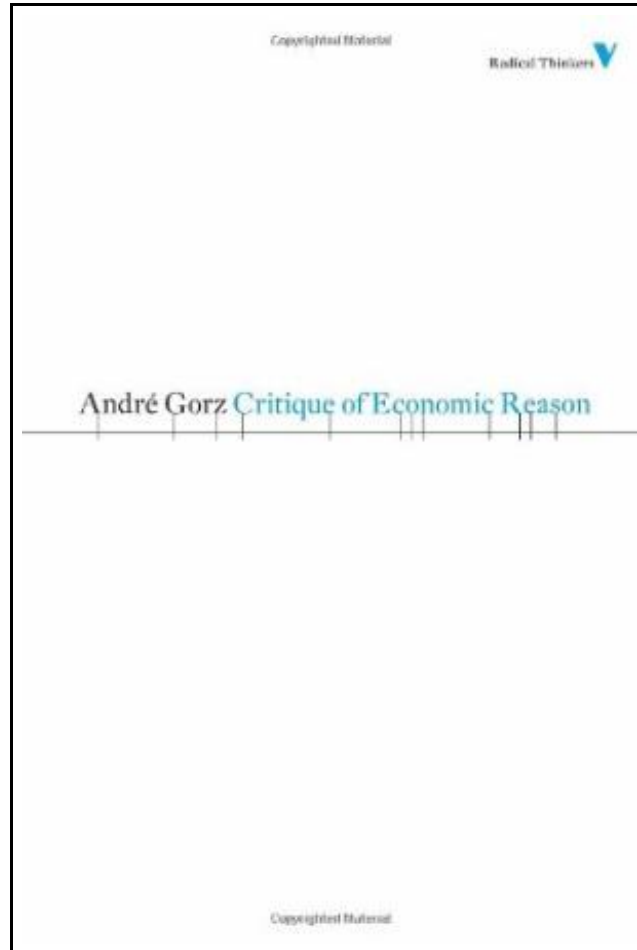 Copyrighted Material
Radical Thinkers V
André Gorz Critique of Economic Reason
Copyrighted Material